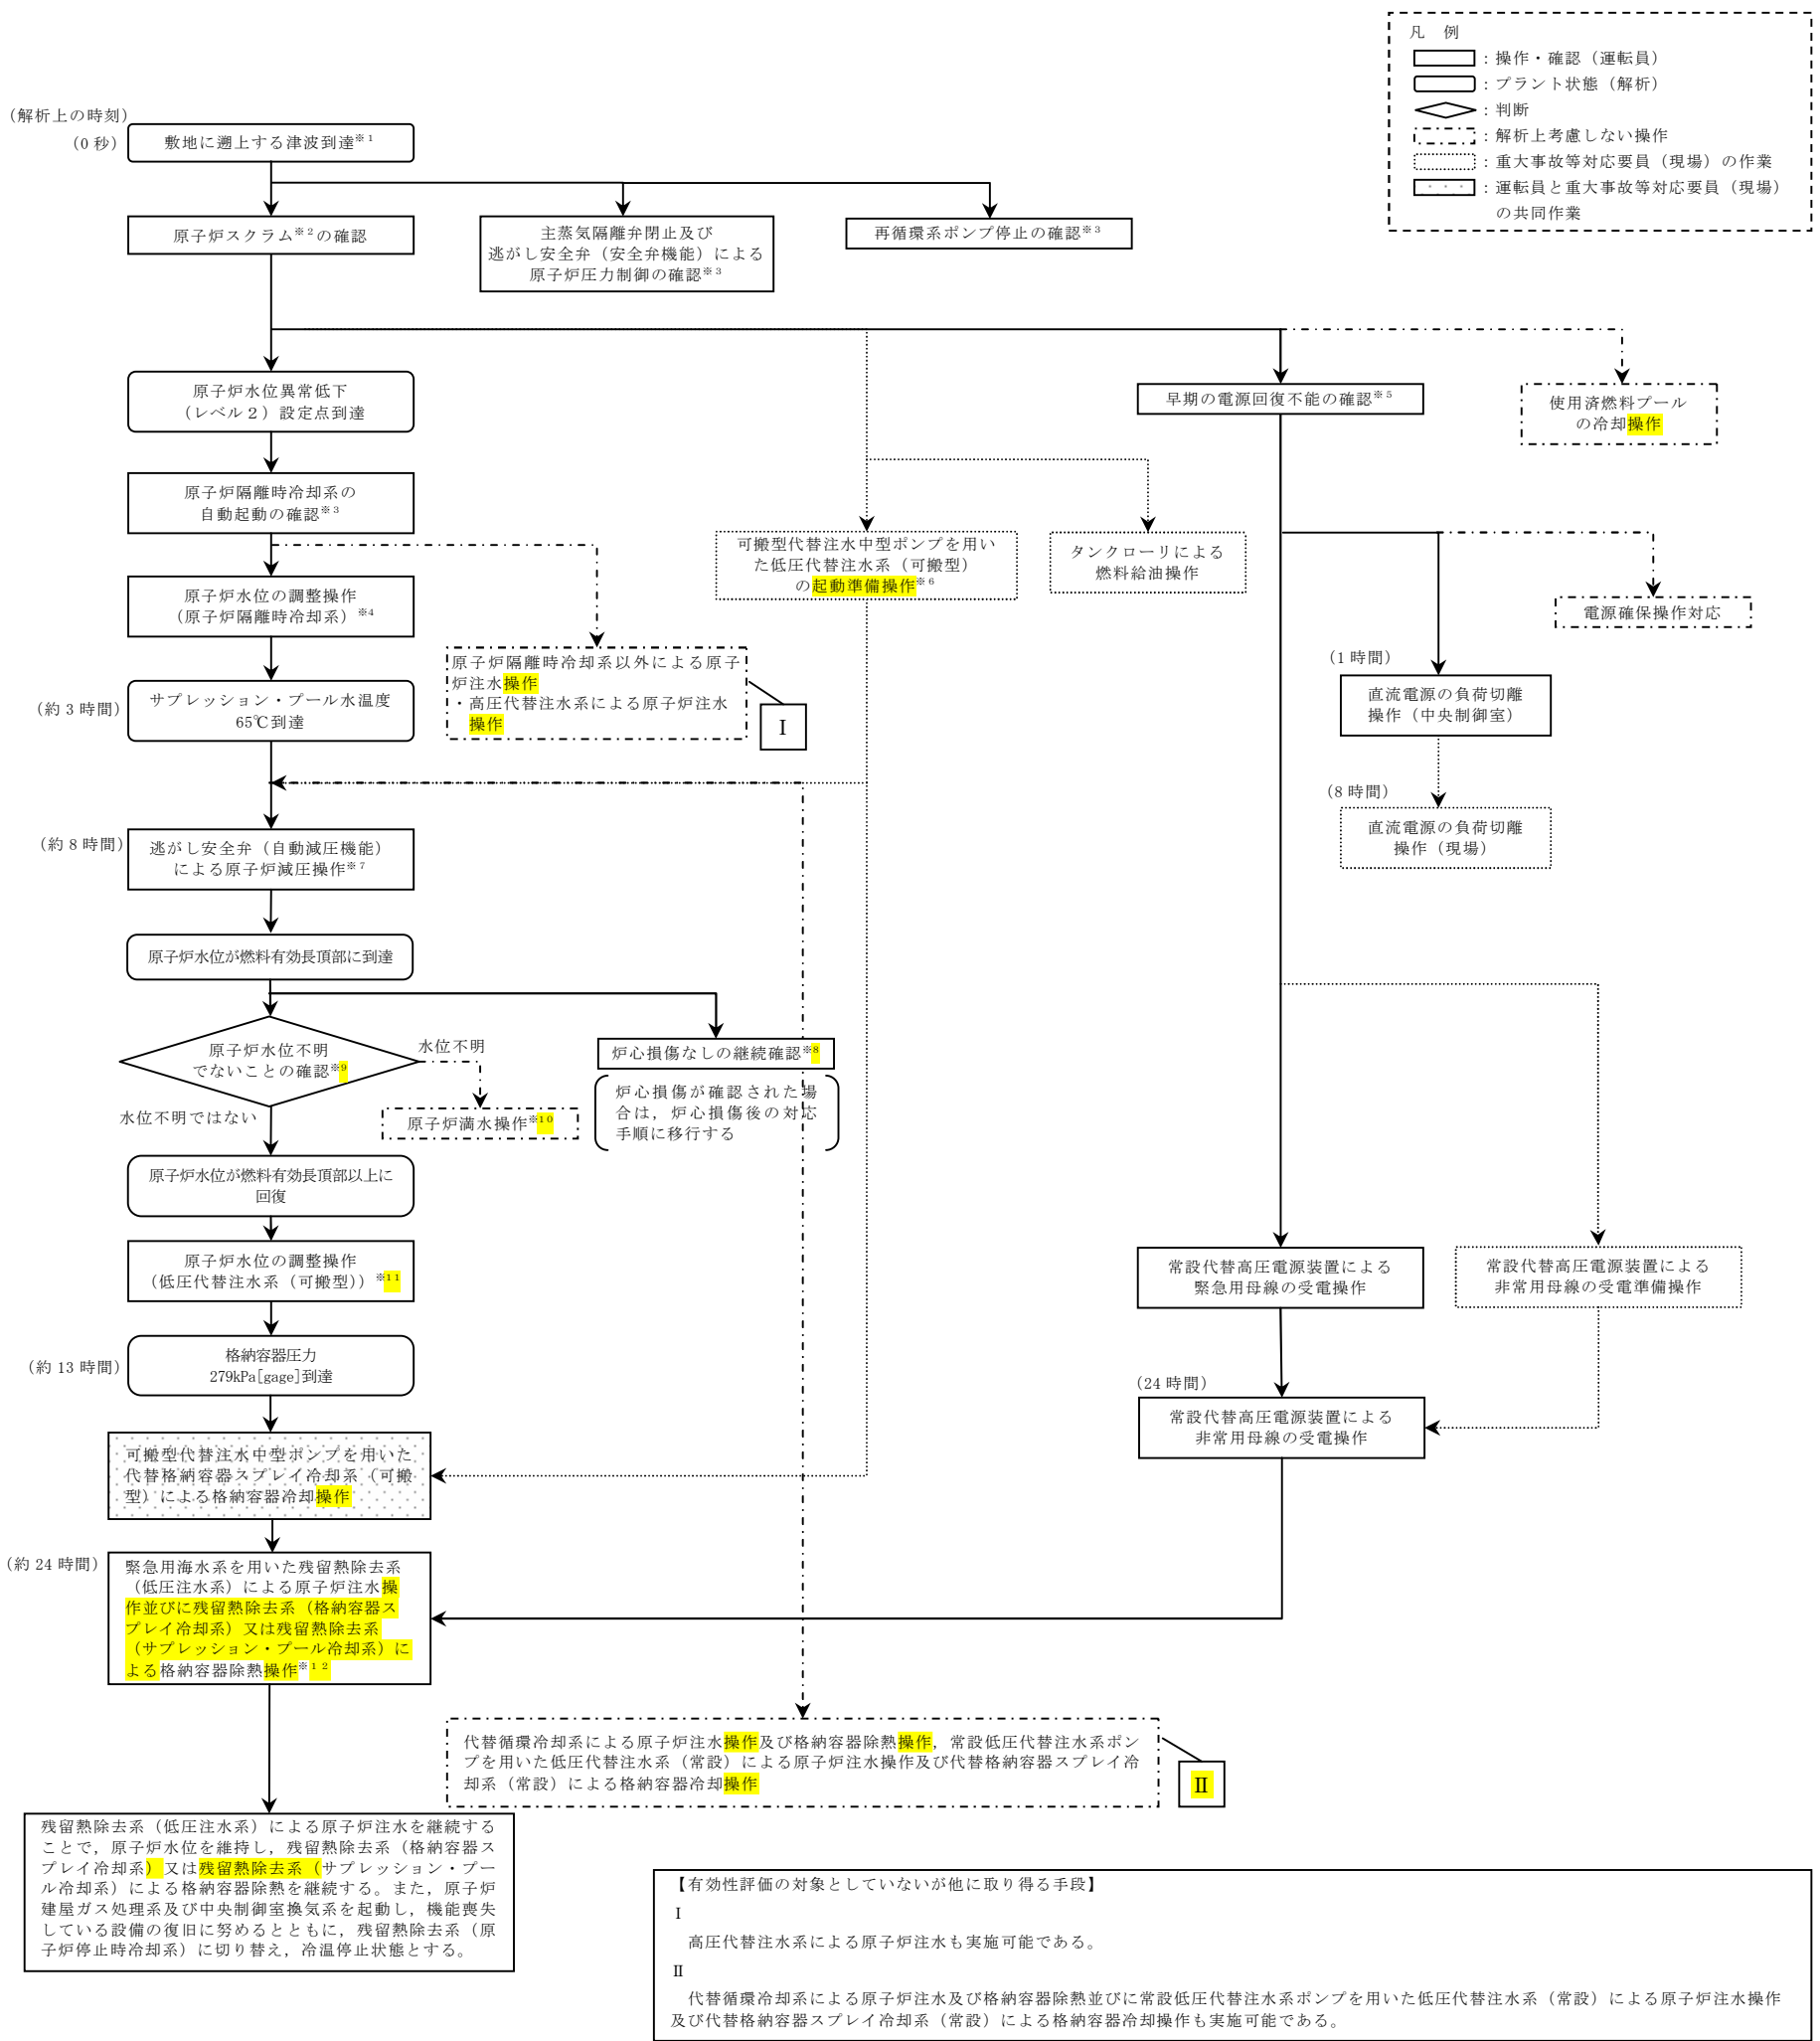 凡　例
：操作・確認（運転員）
：プラント状態（解析）
：判断
：解析上考慮しない操作
：重大事故等対応要員（現場）の作業
：運転員と重大事故等対応要員（現場）
の共同作業
（解析上の時刻）
（0 秒）
敷地に遡上する津波到達※１
原子炉スクラム※２の確認
主蒸気隔離弁閉止及び
逃がし安全弁（安全弁機能）による
原子炉圧力制御の確認※３
再循環系ポンプ停止の確認※３
原子炉水位異常低下
（レベル２）設定点到達
早期の電源回復不能の確認※５
使用済燃料プール
の冷却操作
原子炉隔離時冷却系の
自動起動の確認※３
可搬型代替注水中型ポンプを用い
た低圧代替注水系（可搬型）
の起動準備操作※６
タンクローリによる
燃料給油操作
原子炉水位の調整操作
（原子炉隔離時冷却系）※4
電源確保操作対応
原子炉隔離時冷却系以外による原子
炉注水操作
・高圧代替注水系による原子炉注水
操作
Ⅰ
（約 3 時間）
サプレッション・プール水温度
65℃到達
（1 時間）
直流電源の負荷切離
操作（中央制御室）
（8 時間）
直流電源の負荷切離
操作（現場）
（約 8 時間）
逃がし安全弁（自動減圧機能）
による原子炉減圧操作※７
原子炉水位が燃料有効長頂部に到達
原子炉水位不明
でないことの確認※9
水位不明
水位不明ではない
原子炉満水操作※１０
炉心損傷なしの継続確認※8
炉心損傷が確認された場
合は，炉心損傷後の対応
手順に移行する
原子炉水位が燃料有効長頂部以上に
回復
原子炉水位の調整操作
（低圧代替注水系（可搬型））※１１
常設代替高圧電源装置による
緊急用母線の受電操作
常設代替高圧電源装置による
非常用母線の受電準備操作
（約 13 時間）
格納容器圧力
279kPa[gage]到達
（24 時間）
常設代替高圧電源装置による
非常用母線の受電操作
可搬型代替注水中型ポンプを用いた
代替格納容器スプレイ冷却系（可搬
型）による格納容器冷却操作
（約 24 時間）
緊急用海水系を用いた残留熱除去系
（低圧注水系）による原子炉注水操
作並びに残留熱除去系（格納容器ス
プレイ冷却系）又は残留熱除去系
（サプレッション・プール冷却系）に
よる格納容器除熱操作※１２
代替循環冷却系による原子炉注水操作及び格納容器除熱操作，常設低圧代替注水系ポン
プを用いた低圧代替注水系（常設）による原子炉注水操作及び代替格納容器スプレイ冷
却系（常設）による格納容器冷却操作
Ⅱ
残留熱除去系（低圧注水系）による原子炉注水を継続する
ことで，原子炉水位を維持し，残留熱除去系（格納容器ス
プレイ冷却系）又は残留熱除去系（サプレッション・プー
ル冷却系）による格納容器除熱を継続する。また，原子炉
建屋ガス処理系及び中央制御室換気系を起動し，機能喪失
している設備の復旧に努めるとともに，残留熱除去系（原
子炉停止時冷却系）に切り替え，冷温停止状態とする。
【有効性評価の対象としていないが他に取り得る手段】
Ⅰ
高圧代替注水系による原子炉注水も実施可能である。
Ⅱ
代替循環冷却系による原子炉注水及び格納容器除熱並びに常設低圧代替注水系ポンプを用いた低圧代替注水系（常設）による原子炉注水操作
及び代替格納容器スプレイ冷却系（常設）による格納容器冷却操作も実施可能である。